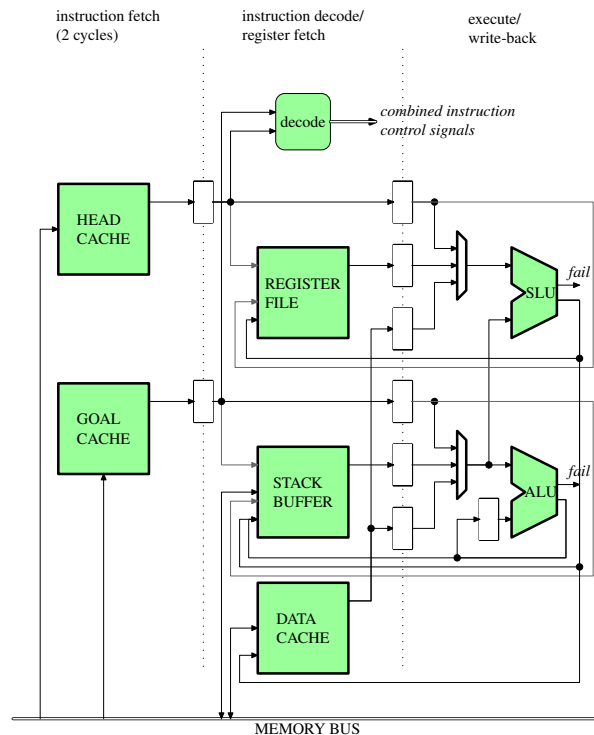 instruction fetch
(2 cycles)
instruction decode/
register fetch
execute/
write-back
decode
combined instruction
control signals
HEAD
CACHE
REGISTER
FILE
SLU
fail
GOAL
CACHE
STACK
BUFFER
ALU
fail
DATA
CACHE
MEMORY BUS